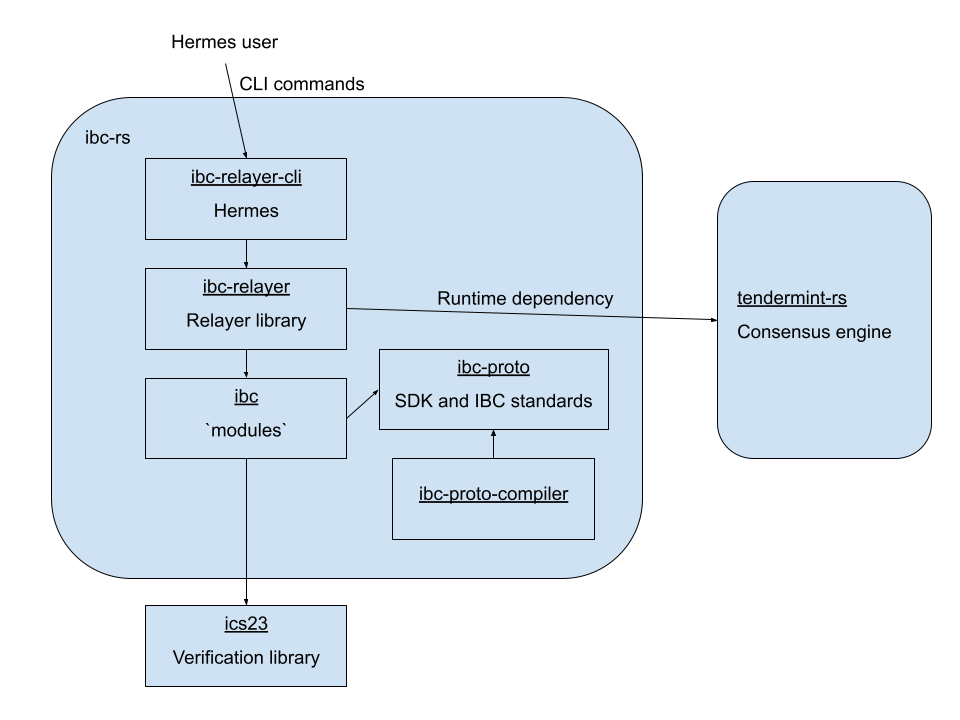 Hermes user
CLI commands
ibc-rs
ibc-relayer-cli
Hermes
ibc-relayer
Relayer library
Runtime dependency
tendermint-rs
Consensus engine
ibc
`modules`
ibc-proto
SDK and IBC standards
ibc-proto-compiler
ics23
Verification library